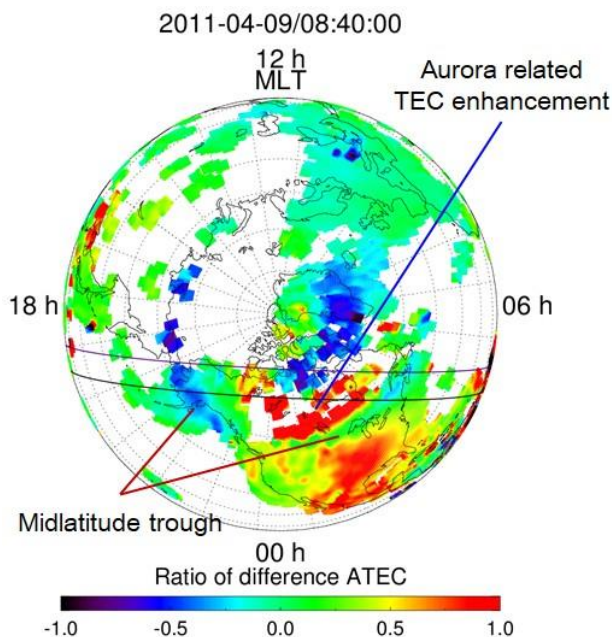 2011-04-09/08:40:00
12 h
MLT
Aurora related
TEC enhancement
18 h
06 h
Midlatitude trough
00 h
Ratio of difference ATEC
-1.0 -0.5 0.0 0.5 1.0